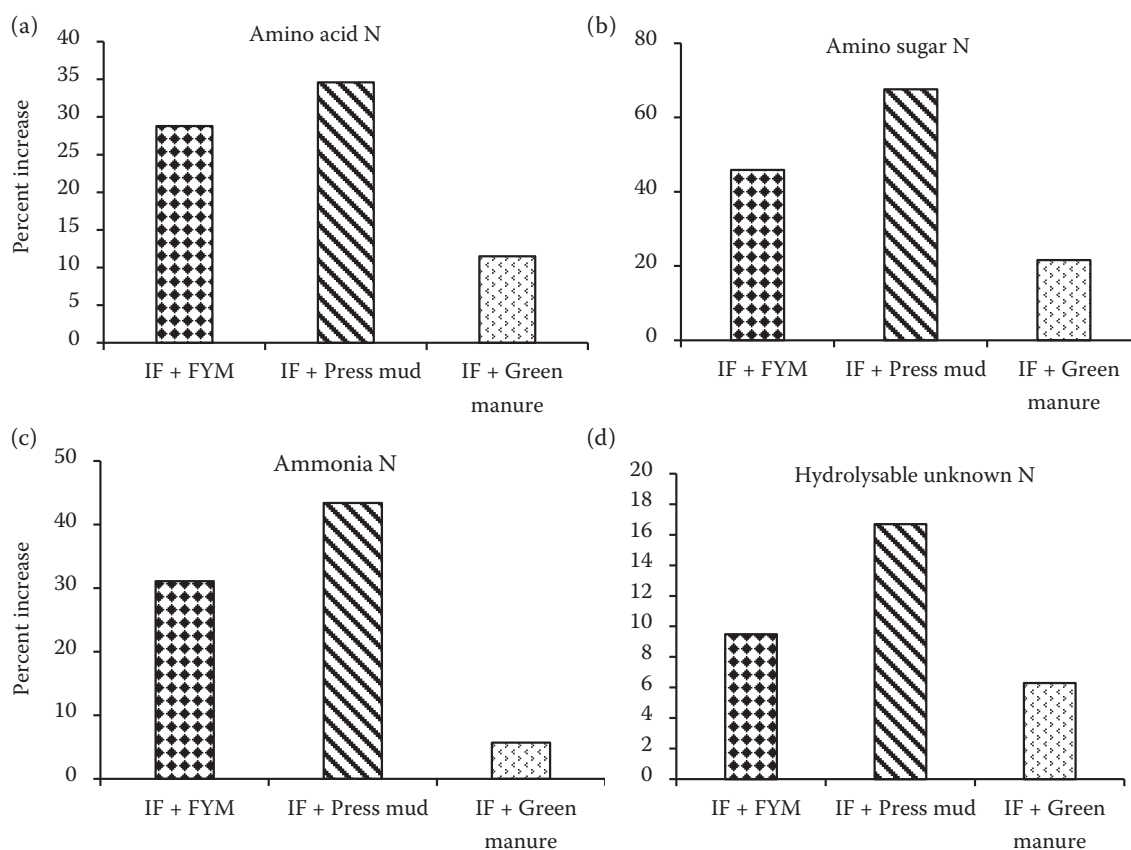 (a)
Amino acid N
Percent increase
40
35
30
25
20
15
10
5
0
IF + FYM
IF + Press mud
IF + Green
manure
(b)
Amino sugar N
80
60
40
20
0
IF + FYM
IF + Press mud
IF + Green
manure
(c)
Ammonia N
Percent increase
50
40
30
20
10
0
IF + FYM
IF + Press mud
IF + Green
manure
(d)
Hydrolysable unknown N
20
18
16
14
12
10
8
6
4
2
0
IF + FYM
IF + Press mud
IF + Green
manure